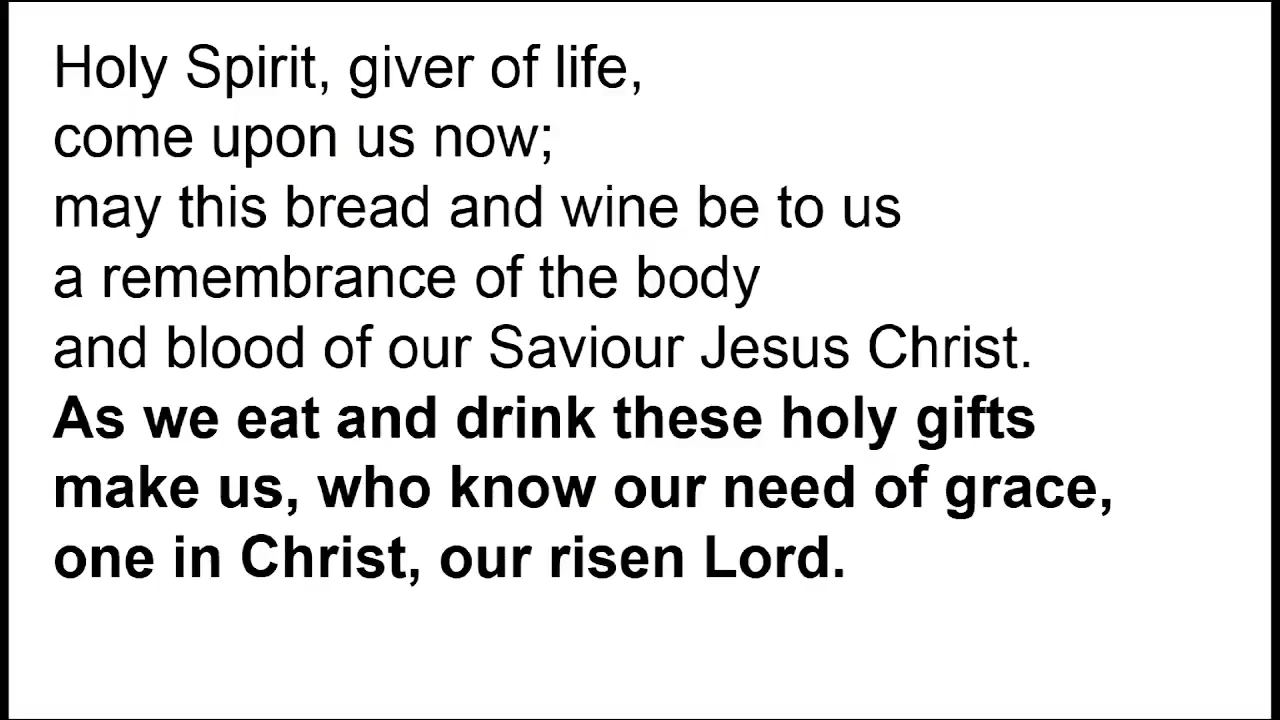 Holy Spirit, giver of life,
come upon us now;
may this bread and wine be to us
a remembrance of the body
and blood of our Saviour Jesus Christ.
As we eat and drink these holy gifts
make us, who know our need of grace,
one in Christ, our risen Lord.